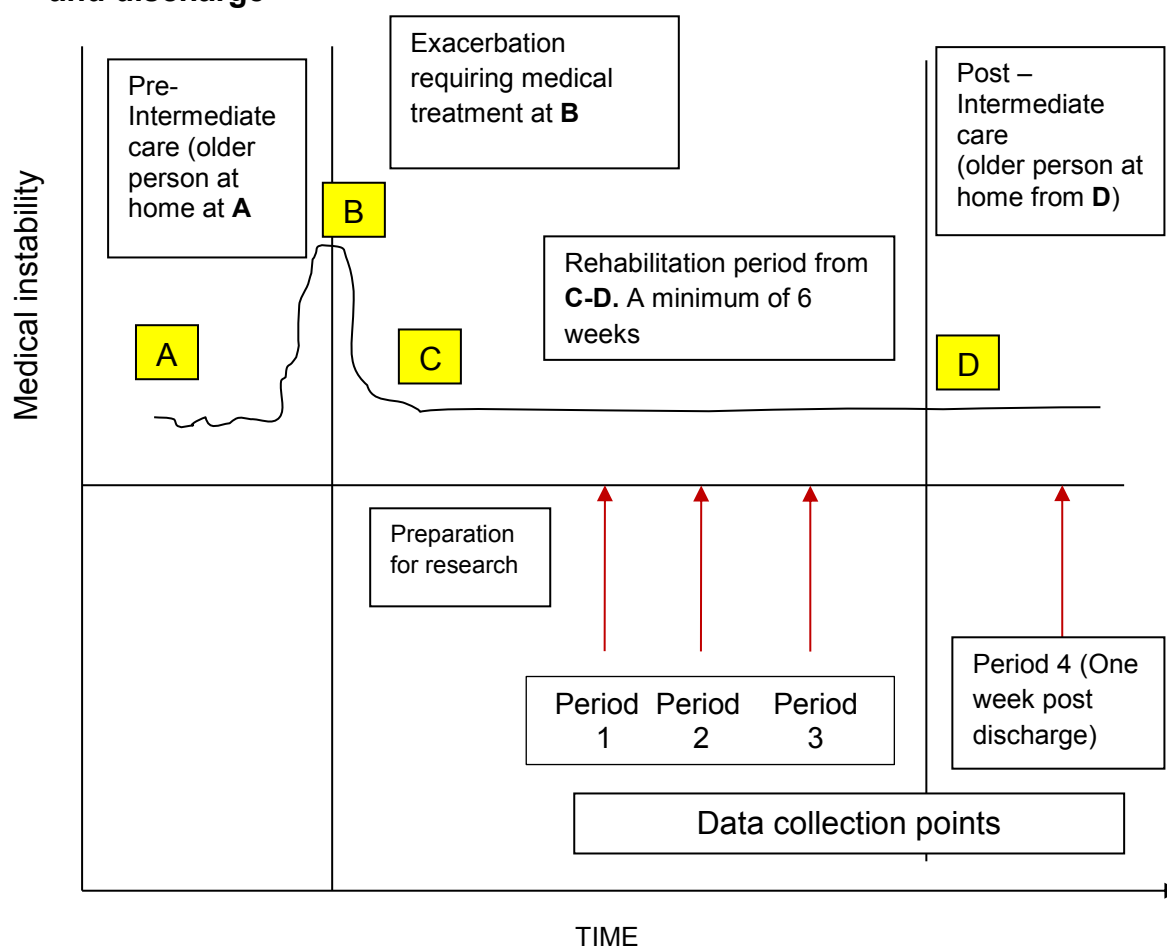 and discharge
Pre-
Intermediate
care (older
person at
home at A
Exacerbation
requiring medical
treatment at B
Post –
Intermediate
care
(older person at
home from D)
Medical instability
B
Rehabilitation period from
C-D. A minimum of 6
weeks
A
C
D
Preparation
for research
Period Period Period
1 2 3
Period 4 (One
week post
discharge)
Data collection points
TIME